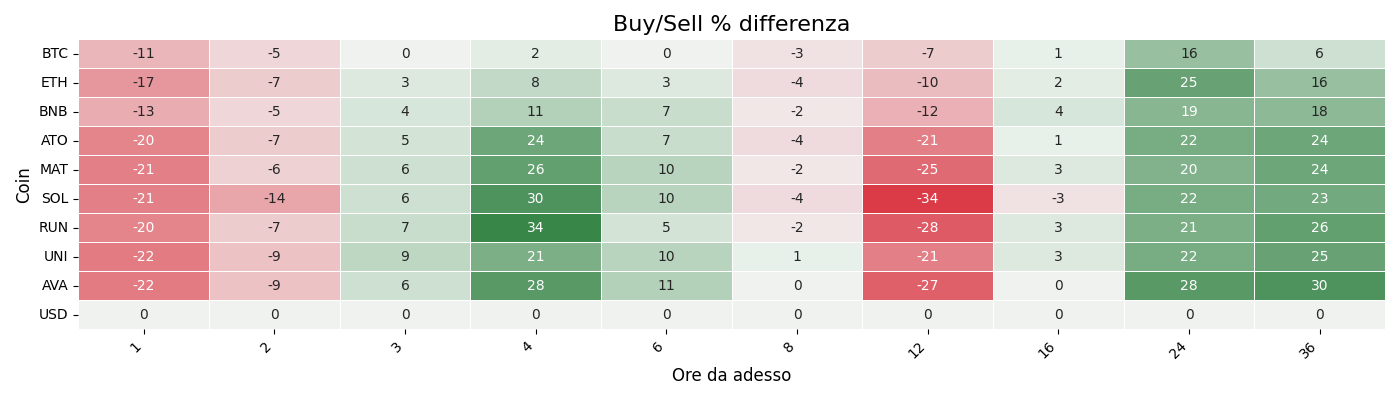 Buy/Sell % differenza
Coin
BTC -11 -5 0 2 0 -3 -7 1 16 6
ETH -17 -7 3 8 3 -4 -10 2 25 16
BNB -13 -5 4 11 7 -2 -12 4 19 18
ATO -20 -7 5 24 7 -4 -21 1 22 24
MAT -21 -6 6 26 10 -2 -25 3 20 24
SOL -21 -14 6 30 10 -4 -34 -3 22 23
RUN -20 -7 7 34 5 -2 -28 3 21 26
UNI -22 -9 9 21 10 1 -21 3 22 25
AVA -22 -9 6 28 11 0 -27 0 28 30
USD 0 0 0 0 0 0 0 0 0 0
1 2 3 4 6 8 12 16 24 36
Ore da adesso